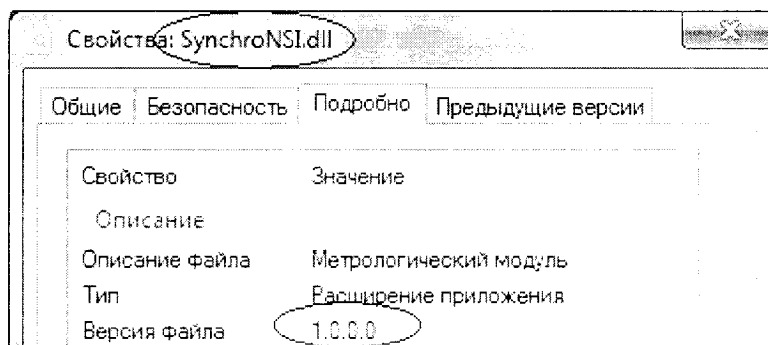 Свойства: SynchroNSI.dll
Общие Безопасность Подробно Предыдущие версии
Свойство Значение
Описание
Описание файла Метрологический модуль
Тип Расширение приложения
Версия файла 1.0.0.0